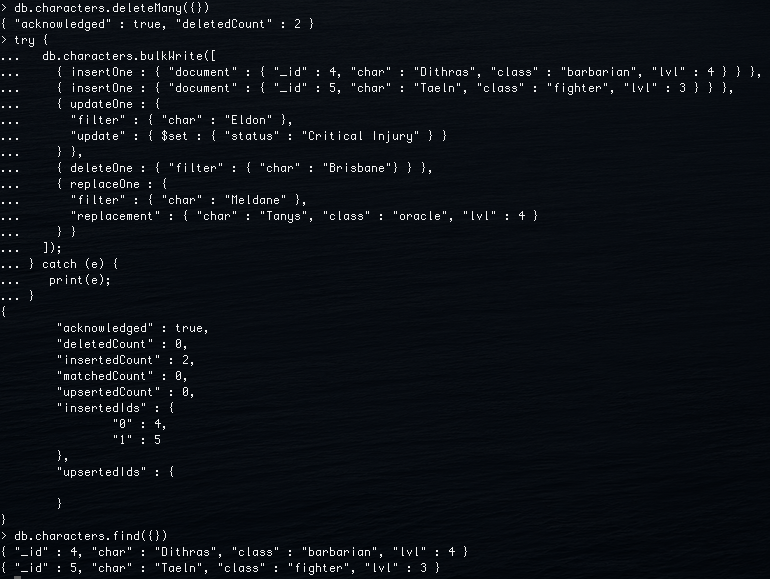 > db.characters.deleteMany({})
{ "acknowledged" : true, "deletedCount" : 2 }
> try {
...    db.characters.bulkWrite([
...      { insertOne : { "document" : { "_id" : 4, "char" : "Dithras", "class" : "barbarian", "lvl" : 4 } } },
...      { insertOne : { "document" : { "_id" : 5, "char" : "Taeln", "class" : "fighter", "lvl" : 3 } } },
...      { updateOne : {
...        "filter" : { "char" : "Eldon" },
...        "update" : { $set : { "status" : "Critical Injury" } }
...      } },
...      { deleteOne : { "filter" : { "char" : "Brisbane"} } },
...      { replaceOne : {
...        "filter" : { "char" : "Meldane" },
...        "replacement" : { "char" : "Tanys", "class" : "oracle", "lvl" : 4 }
...      } }
...    ]);
... } catch (e) {
...     print(e);
... }
{
        "acknowledged" : true,
        "deletedCount" : 0,
        "insertedCount" : 2,
        "matchedCount" : 0,
        "upsertedCount" : 0,
        "insertedIds" : {
                "0" : 4,
                "1" : 5
        },
        "upsertedIds" : {

        }
}
> db.characters.find({})
{ "_id" : 4, "char" : "Dithras", "class" : "barbarian", "lvl" : 4 }
{ "_id" : 5, "char" : "Taeln", "class" : "fighter", "lvl" : 3 }